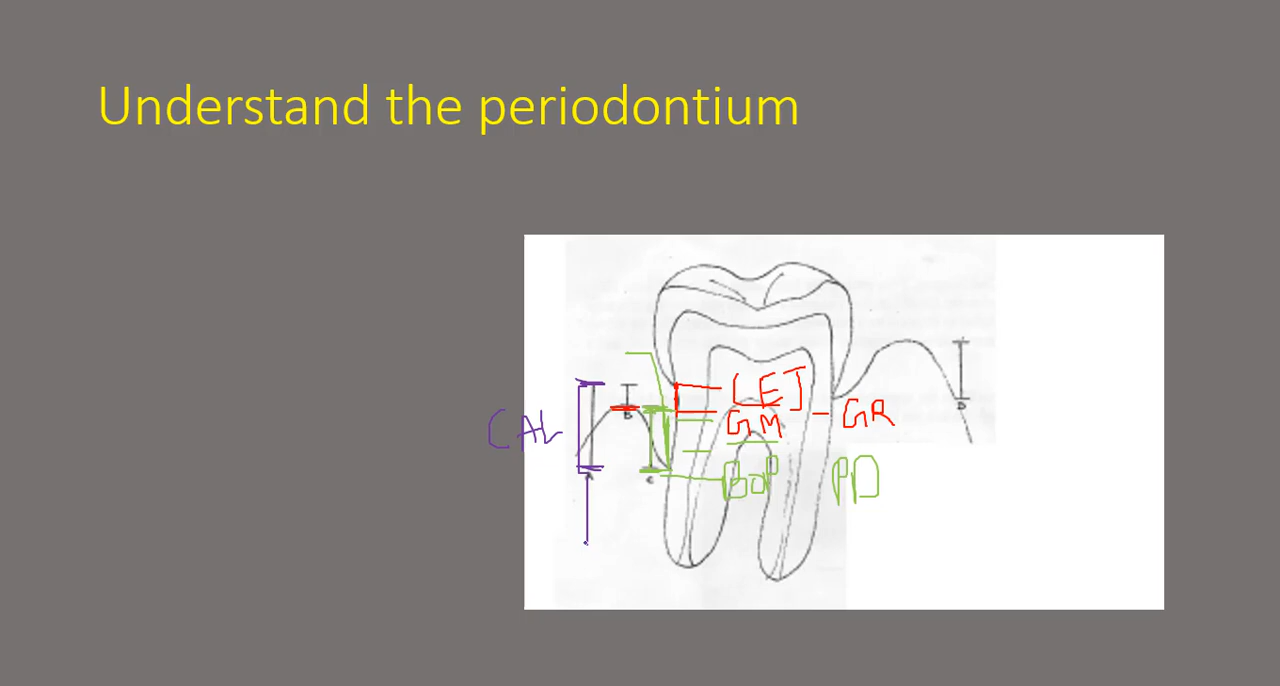 Understand the periodontium
CEJ
GM
GR
CAL
BOP
PD
A
B
C
D